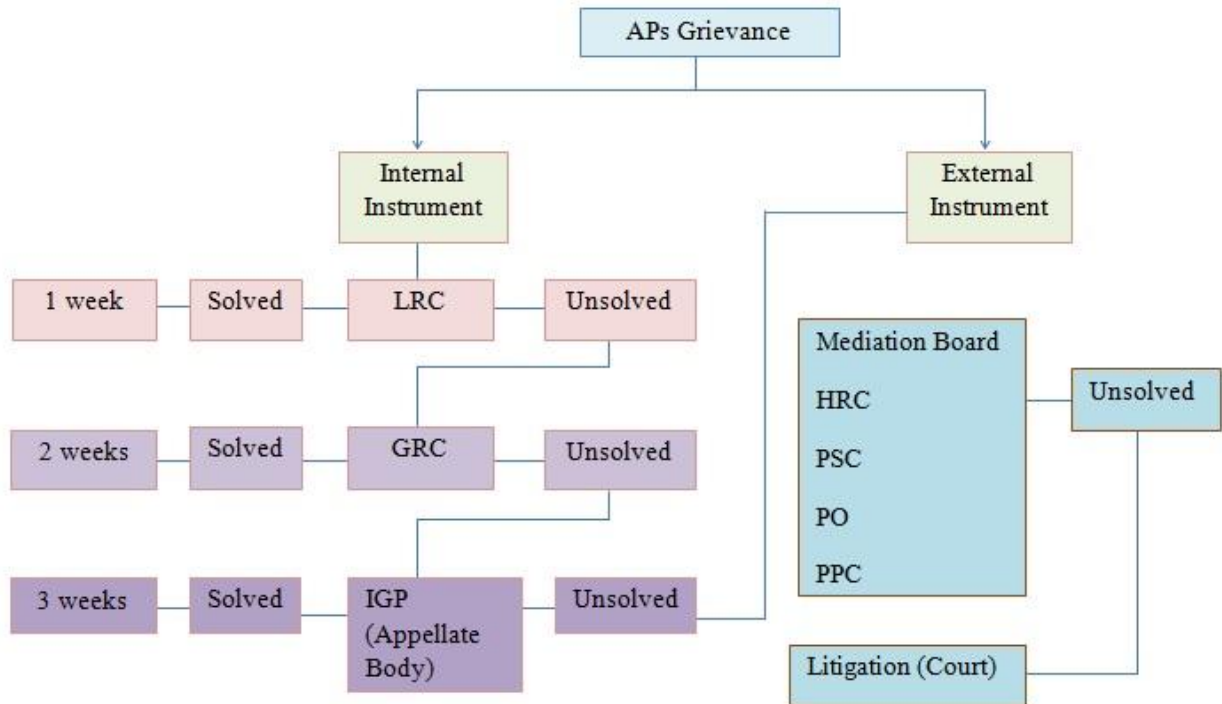 APs Grievance
Internal
Instrument
External
Instrument
1 week
Solved
LRC
Unsolved
Mediation Board
HRC
PSC
PO
PPC
Unsolved
2 weeks
Solved
GRC
Unsolved
3 weeks
Solved
IGP
(Appellate
Body)
Unsolved
Litigation (Court)